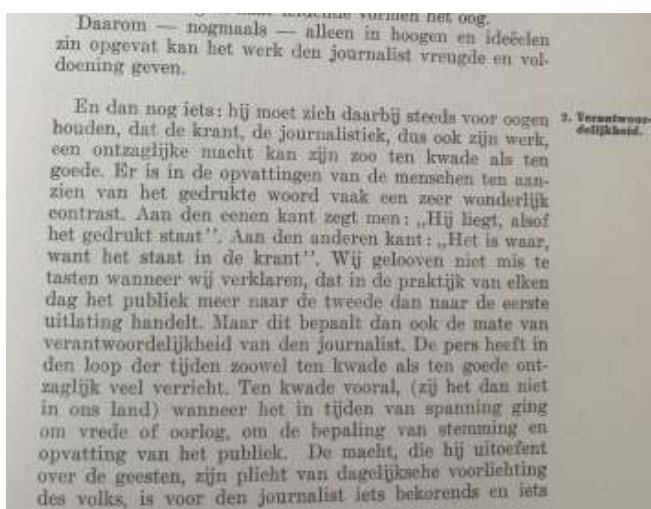 vormen het oog.
Daarom — nogmaals — alleen in hoogen en ideëelen
zin opgevat kan het werk den journalist vreugde en vol-
doening geven.
En dan nog iets: hij moet zich daarbij steeds voor oogen
houden, dat de krant, de journalistiek, dus ook zijn werk,
een ontzaglijke macht kan zijn zoo ten kwade als ten
goede. Er is in de opvattingen van de menschen ten aan-
zien van het gedrukte woord vaak een zeer wonderlijk
contrast. Aan den eenen kant zegt men: „Hij liegt, alsof
het gedrukt staat”. Aan den anderen kant: „Het is waar,
want het staat in de krant”. Wij gelooven niet mis te
tasten wanneer wij verklaren, dat in de praktijk van elken
dag het publiek meer naar de tweede dan naar de eerste
uitlating handelt. Maar dit bepaalt dan ook de mate van
verantwoordelijkheid van den journalist. De pers heeft in
den loop der tijden zoowel ten kwade als ten goede ont-
zaglijk veel verricht. Ten kwade vooral, (zij het dan niet
in ons land) wanneer het in tijden van spanning ging
om vrede of oorlog, om de bepaling van stemming en
opvatting van het publiek. De macht, die hij uitoefent
over de geesten, zijn plicht van dagelijksche voorlichting
des volks, is voor den journalist iets bekorends en iets
2. Verantwoor-
delijkheid.